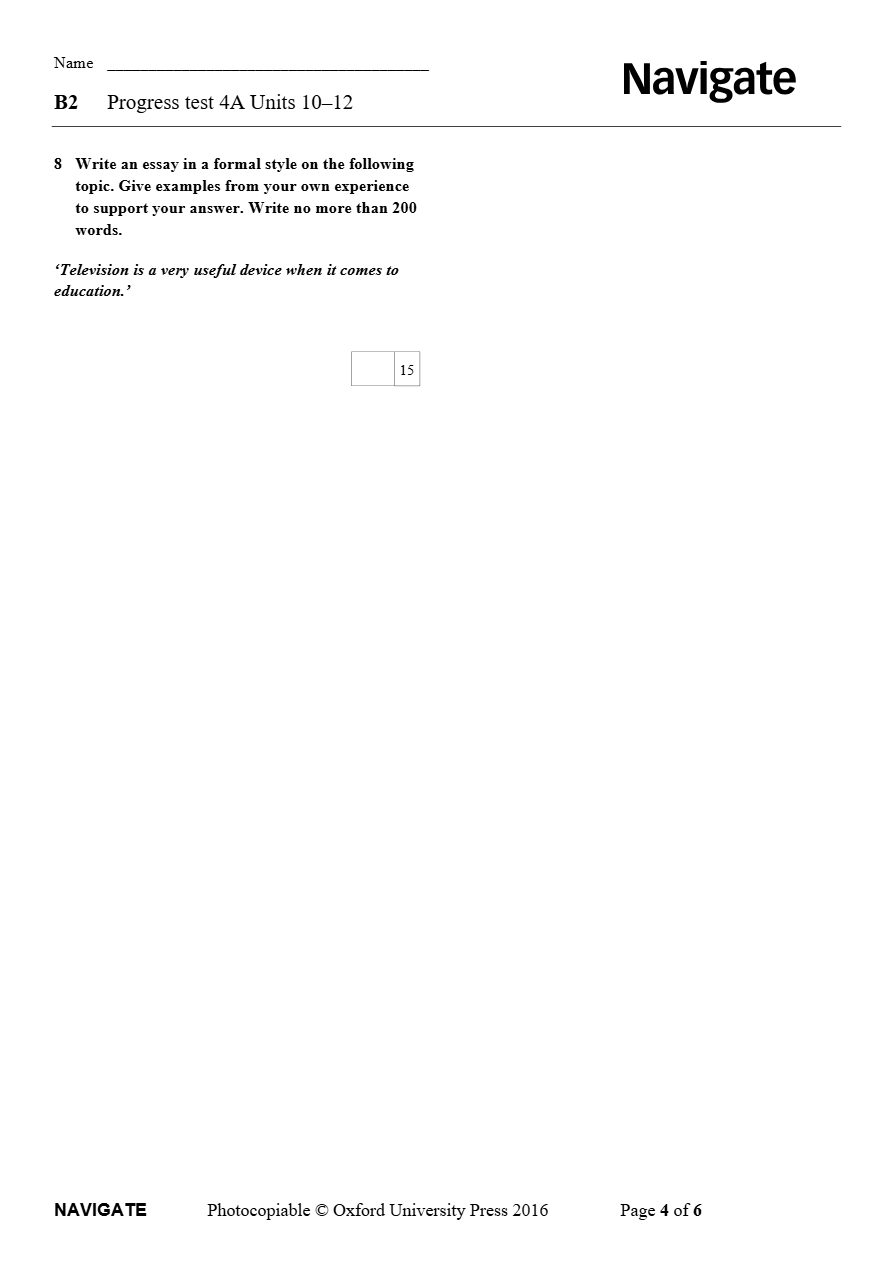 Name ________________________________________
Navigate
B2 Progress test 4A Units 10–12
8 Write an essay in a formal style on the following
topic. Give examples from your own experience
to support your answer. Write no more than 200
words.
‘Television is a very useful device when it comes to
education.’
15
NAVIGATE Photocopiable © Oxford University Press 2016 Page 4 of 6